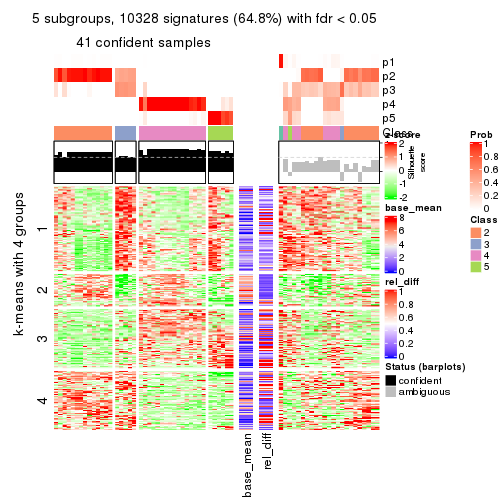 5 subgroups, 10328 signatures (64.8%) with fdr < 0.05
41 confident samples
p1
p2
p3
p4
p5
Class
Silhouette
score
k-means with 4 groups
1
2
3
4
base_mean
rel_diff
z-score
2
1
0
-1
-2
base_mean
8
6
4
2
0
rel_diff
1
0.8
0.6
0.4
0.2
0
Status (barplots)
confident
ambiguous
Prob
1
0.8
0.6
0.4
0.2
0
Class
2
3
4
5